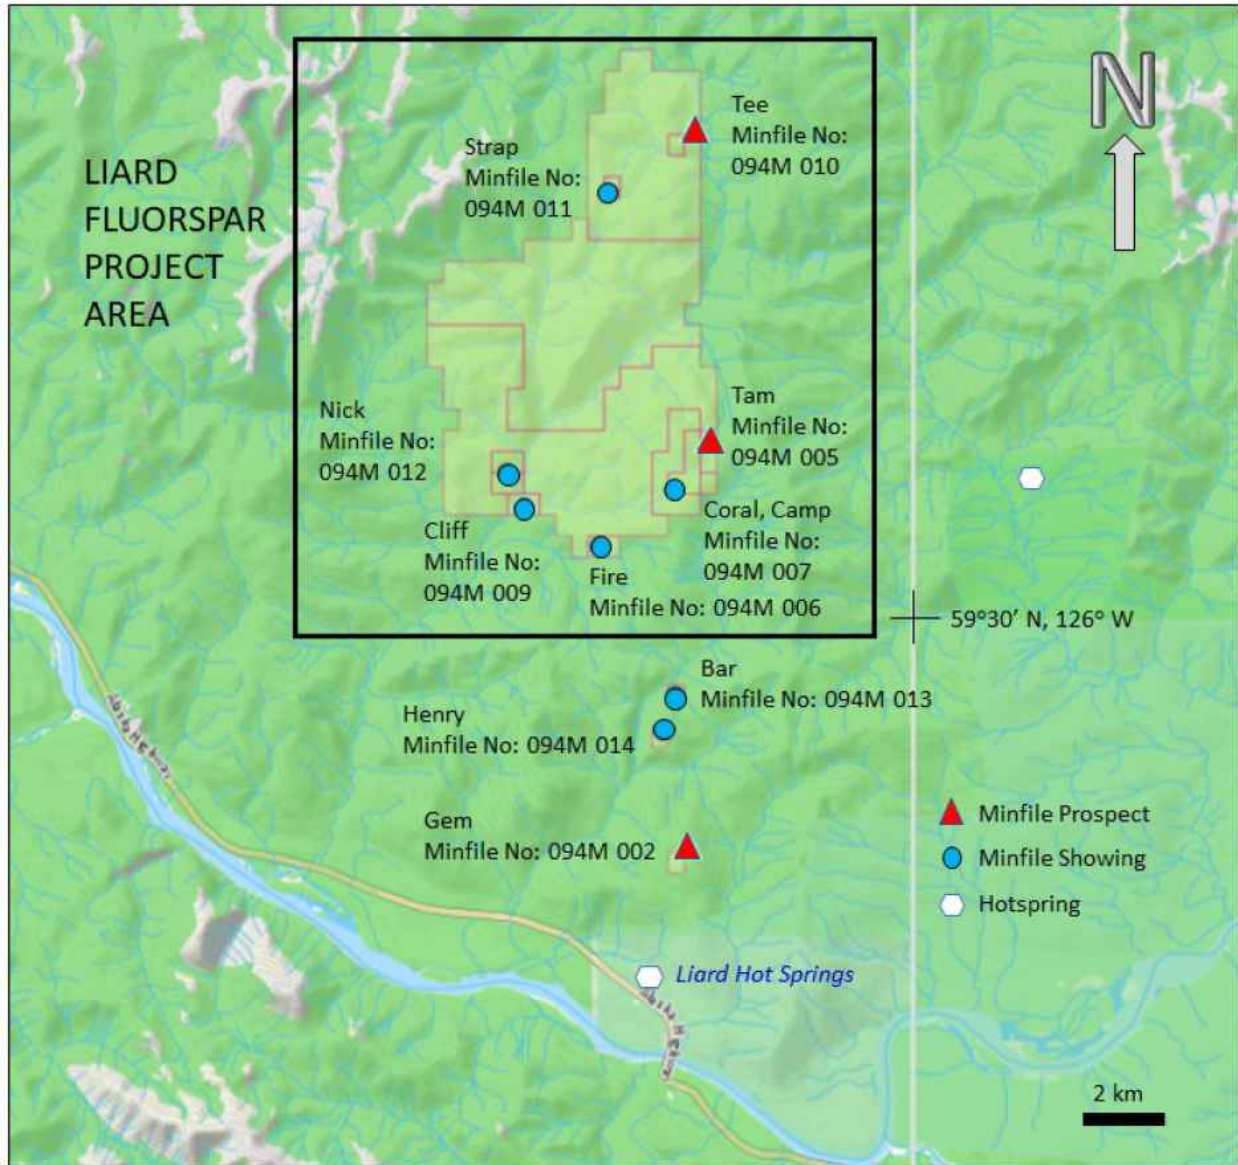 N
LIARD
FLUORSPAR
PROJECT
AREA
Tee
Minfile No:
094M 010
Strap
Minfile No:
094M 011
Nick
Minfile No:
094M 012
Tam
Minfile No:
094M 005
Cliff
Minfile No:
094M 009
Coral, Camp
Minfile No:
094M 007
Fire
Minfile No: 094M 006
59°30' N, 126° W
Bar
Minfile No: 094M 013
Henry
Minfile No: 094M 014
Gem
Minfile No: 094M 002
Minfile Prospect
Minfile Showing
Hotspring
Liard Hot Springs
2 km